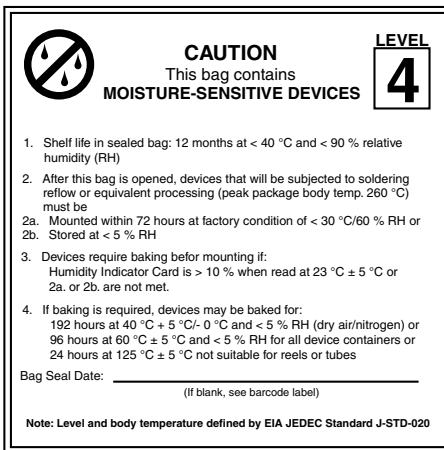 LEVEL
4
CAUTION
This bag contains
MOISTURE-SENSITIVE DEVICES
1. Shelf life in sealed bag: 12 months at < 40 °C and < 90 % relative
humidity (RH)
2. After this bag is opened, devices that will be subjected to soldering
reflow or equivalent processing (peak package body temp. 260 °C)
must be
2a. Mounted within 72 hours at factory condition of < 30 °C/60 % RH or
2b. Stored at < 5 % RH
3. Devices require baking befor mounting if:
Humidity Indicator Card is > 10 % when read at 23 °C ± 5 °C or
2a. or 2b. are not met.
4. If baking is required, devices may be baked for:
192 hours at 40 °C + 5 °C/- 0 °C and < 5 % RH (dry air/nitrogen) or
96 hours at 60 °C ± 5 °C and < 5 % RH for all device containers or
24 hours at 125 °C ± 5 °C not suitable for reels or tubes
Bag Seal Date:
(If blank, see barcode label)
Note: Level and body temperature defined by EIA JEDEC Standard J-STD-020